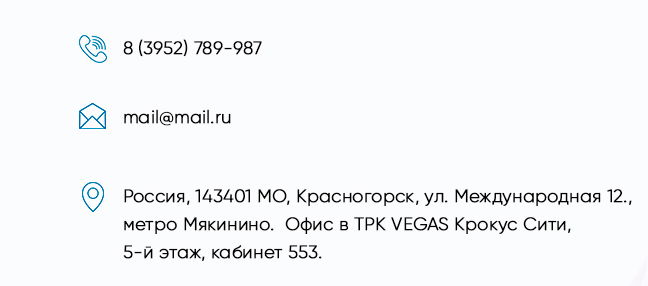 8 (3952) 789-987
mail@mail.ru
Россия, 143401 МО, Красногорск, ул. Международная 12.,
метро Мякинино.  Офис в ТРК VEGAS Крокус Сити,
5-й этаж, кабинет 553.